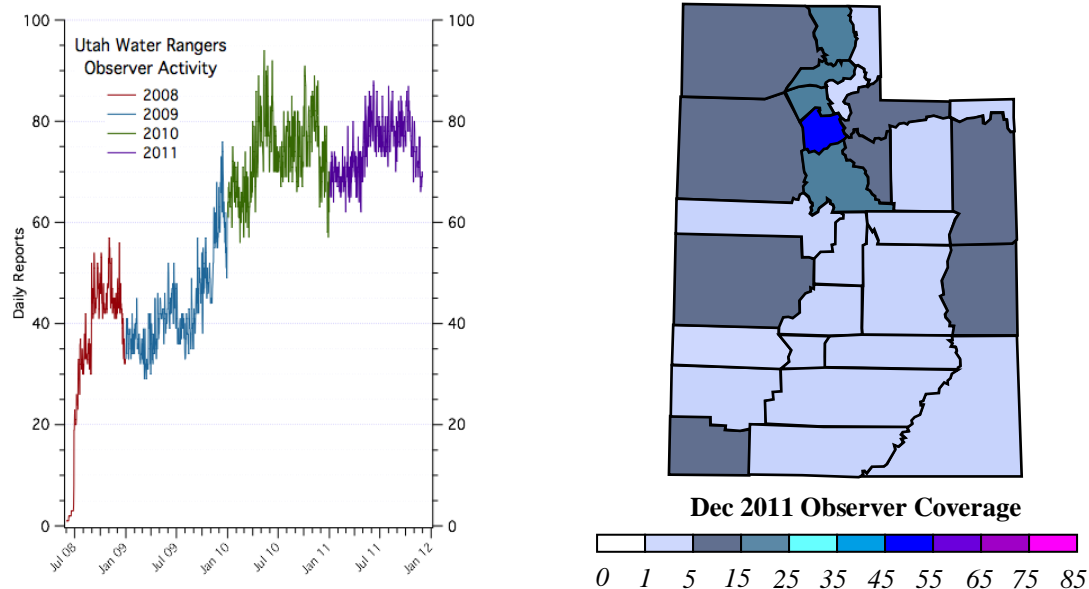 100
80
60
40
20
0
Daily Reports
Utah Water Rangers
Observer Activity
2008
2009
2010
2011
100
80
60
40
20
0
Jul 08
Jan 09
Jul 09
Jan 10
Jul 10
Jan 11
Jul 11
Jan 12
Dec 2011 Observer Coverage
0 1 5 15 25 35 45 55 65 75 85